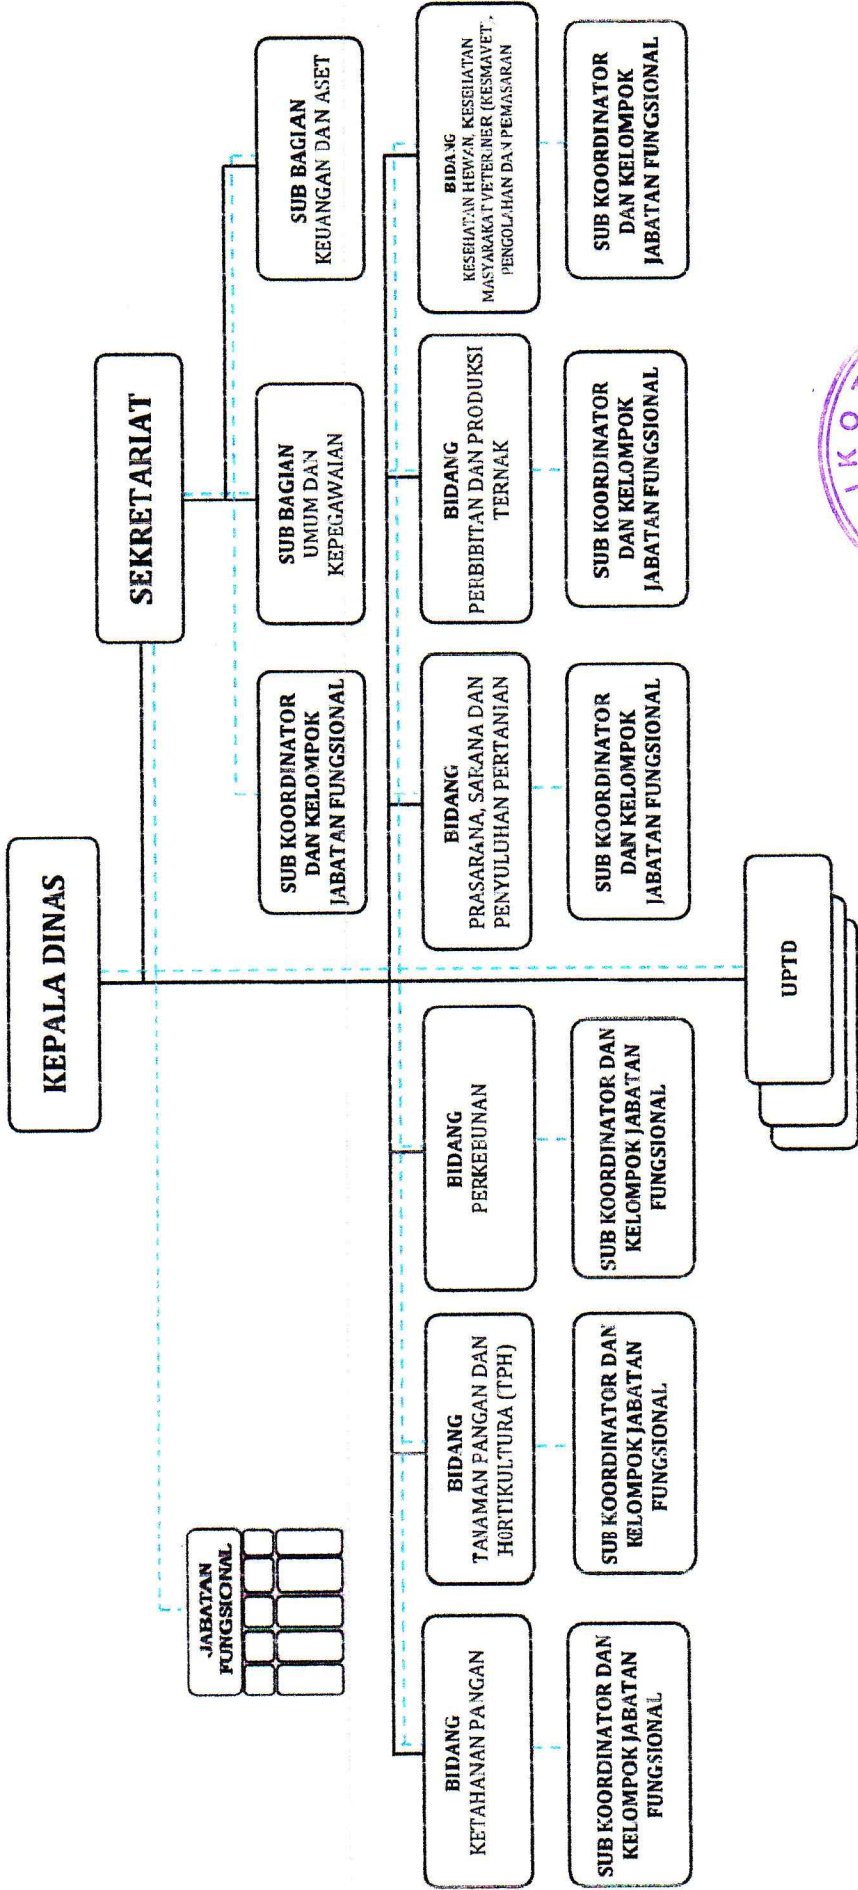 KEPALA DINAS
SEKRETARIAT
JABATAN
FUNGSIONAL
SUB KOORDINATOR
DAN KELOMPOK
JABATAN FUNGSIONAL
SUB BAGIAN
UMUM DAN
KEPEGAWAIAN
SUB BAGIAN
KEUANGAN DAN ASET
BIDANG
KETAHANAN PANGAN
BIDANG
TANAMAN PANGAN DAN
HORTIKULTURA (TPH)
BIDANG
PERKEBUNAN
BIDANG
PRASARANA, SARANA DAN
PENYULUHAN PERTANIAN
BIDANG
PERBIBITAN DAN PRODUKSI
TERNAK
BIDANG
KESEHATAN HEWAN, KESEHATAN
MASYARAKAT VETERINER (KESMAVET),
PENGOLAHAN DAN PEMASARAN
SUB KOORDINATOR DAN
KELOMPOK JABATAN
FUNGSIONAL
SUB KOORDINATOR DAN
KELOMPOK JABATAN
FUNGSIONAL
SUB KOORDINATOR DAN
KELOMPOK JABATAN
FUNGSIONAL
SUB KOORDINATOR
DAN KELOMPOK
JABATAN FUNGSIONAL
SUB KOORDINATOR
DAN KELOMPOK
JABATAN FUNGSIONAL
SUB KOORDINATOR
DAN KELOMPOK
JABATAN FUNGSIONAL
UPTD